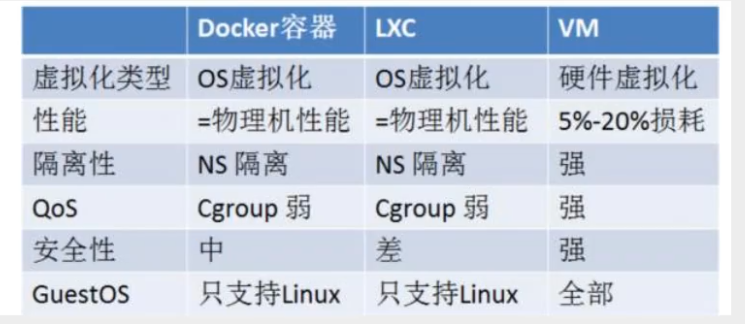 Docker容器 LXC VM
虚拟化类型 OS虚拟化 OS虚拟化 硬件虚拟化
性能 =物理机性能 =物理机性能 5%-20%损耗
隔离性 NS 隔离 NS 隔离 强
QoS Cgroup 弱 Cgroup 弱 强
安全性 中 差 强
GuestOS 只支持Linux 只支持Linux 全部